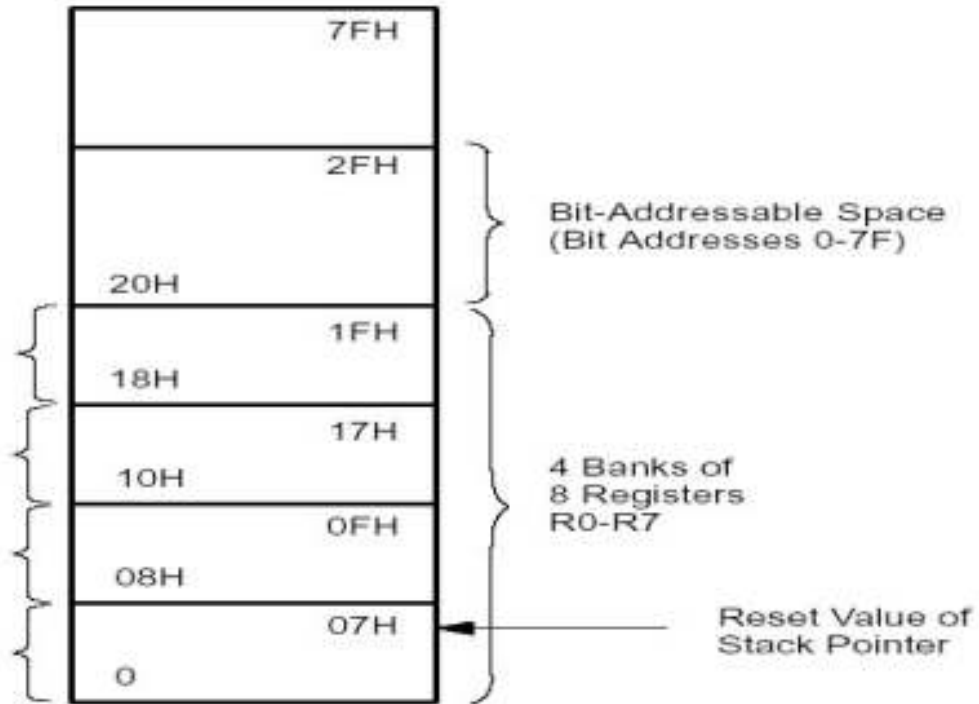 7FH
2FH
Bit-Addressable Space
(Bit Addresses 0-7F)
20H
1FH
18H
17H
4 Banks of
8 Registers
R0-R7
10H
0FH
08H
07H
Reset Value of
Stack Pointer
0